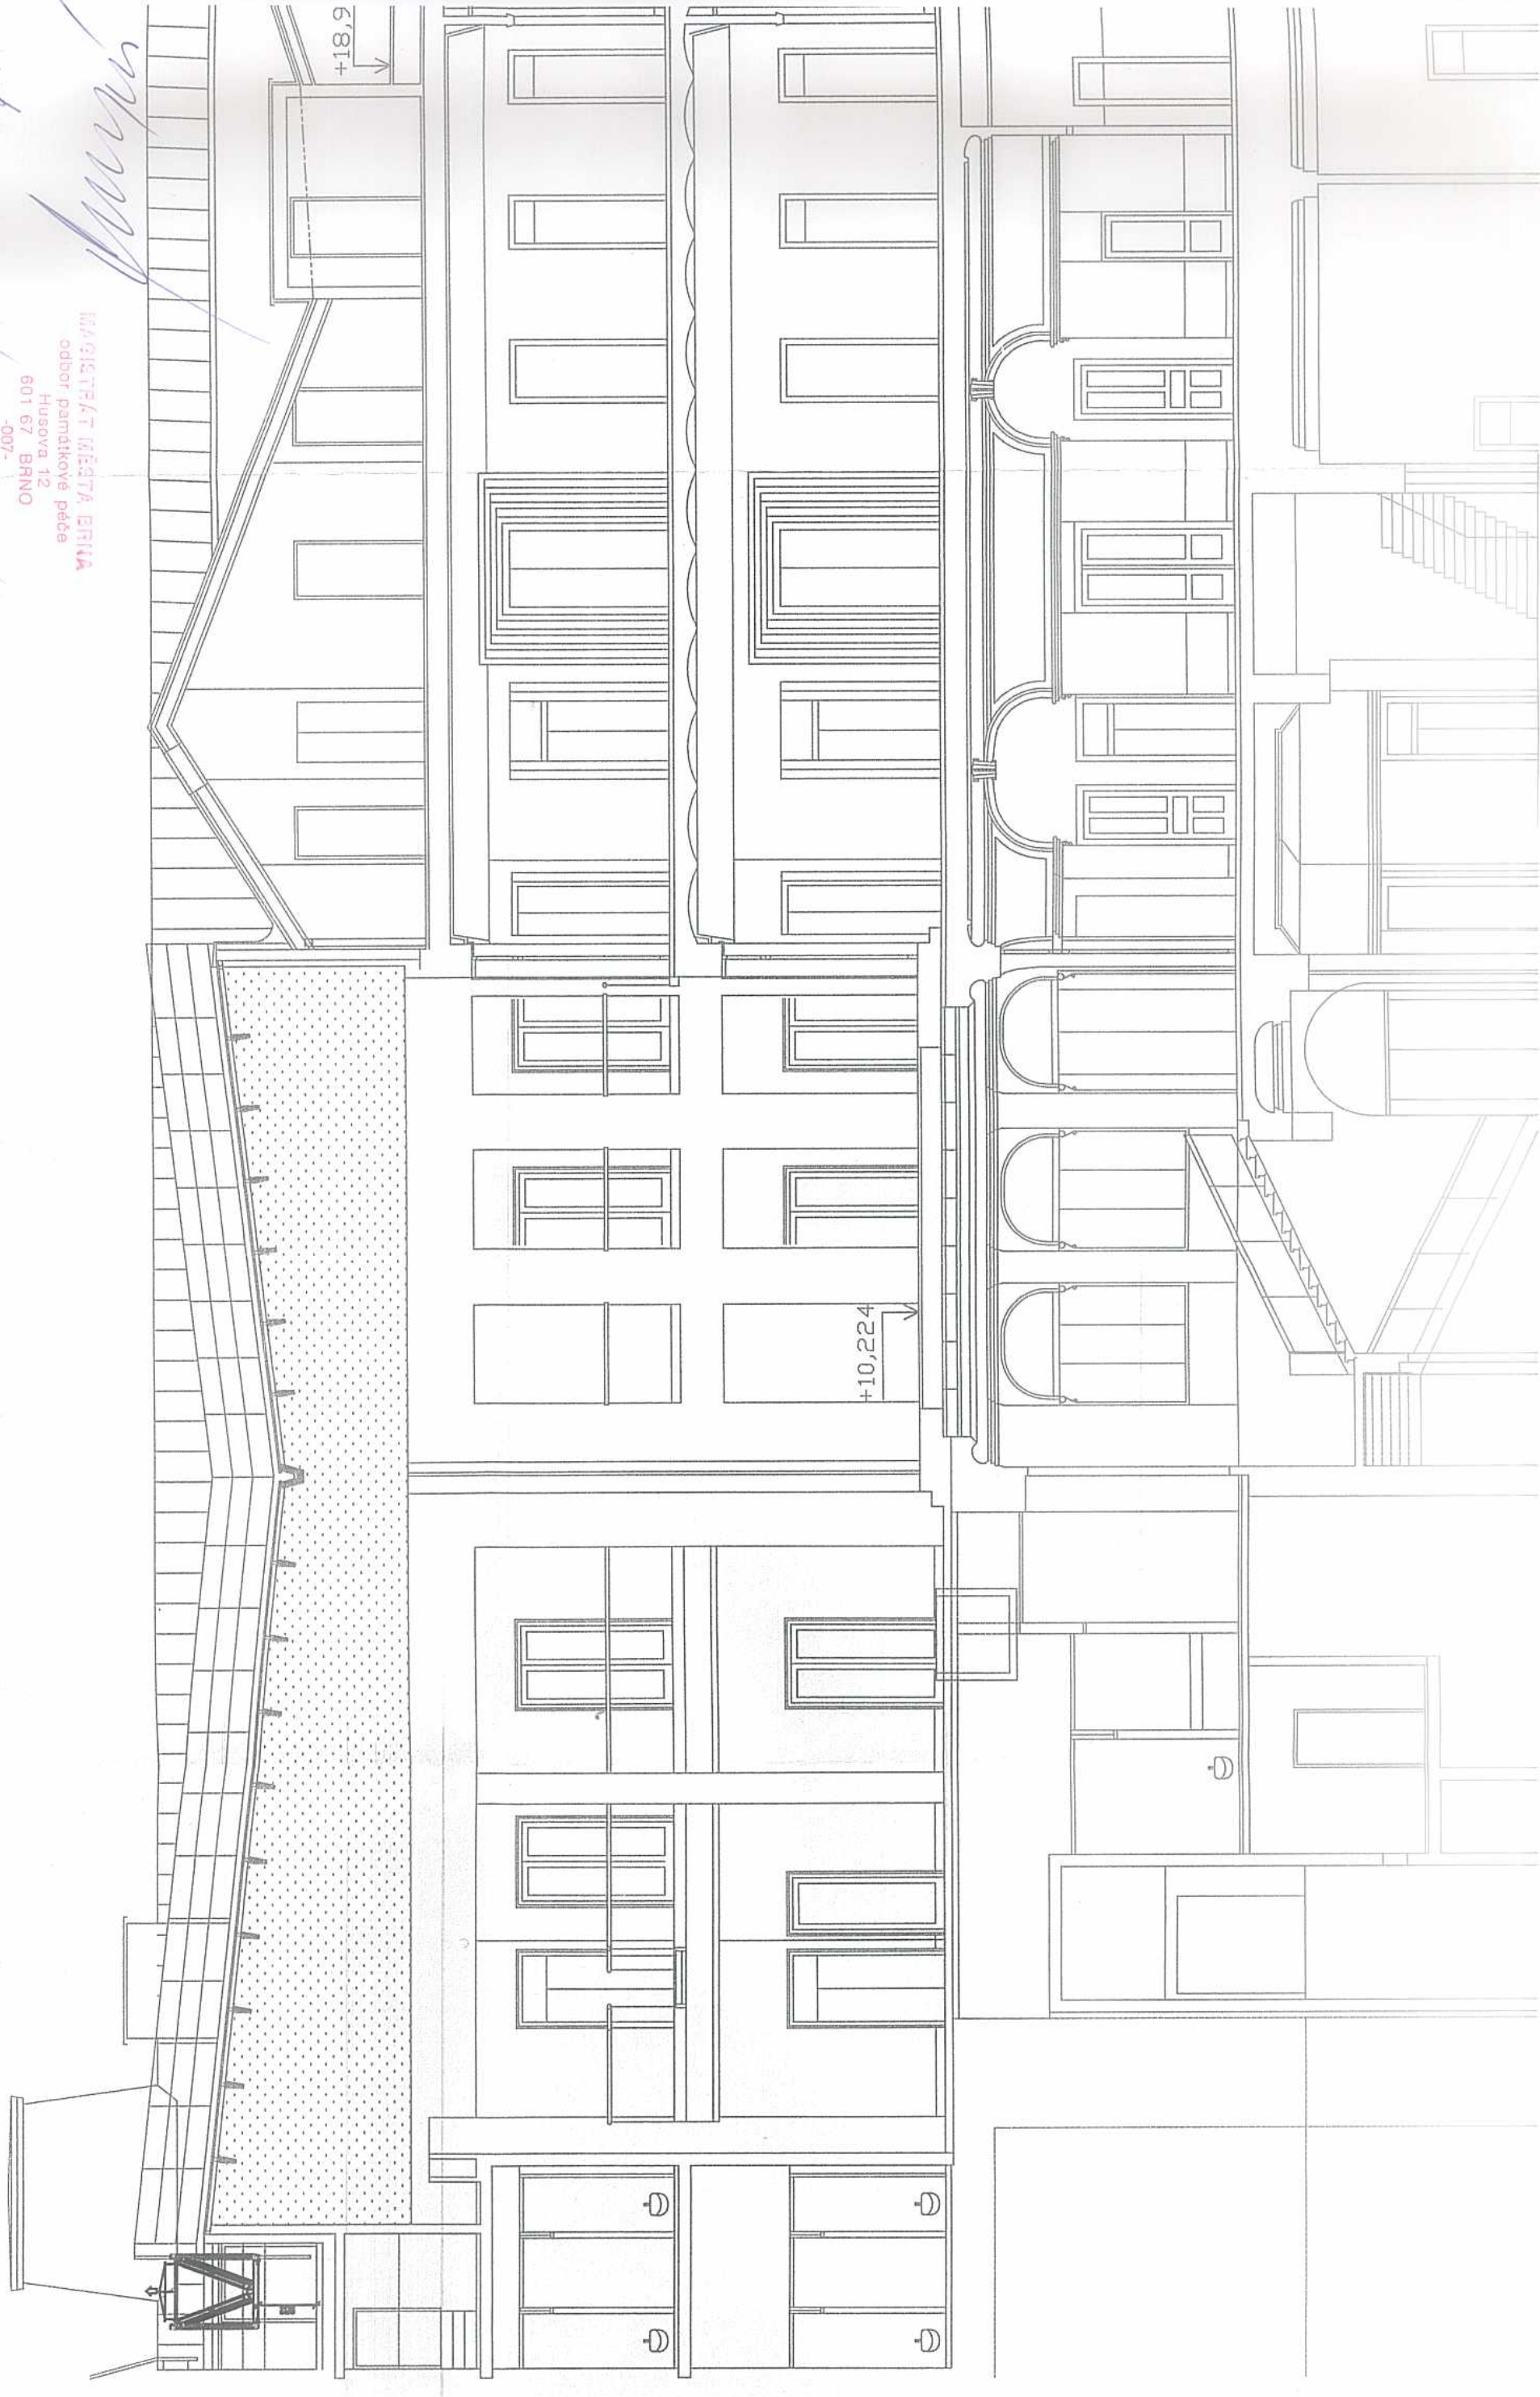 +18,9
+10,224
MAGISTRÁT MĚSTA BRNA
odbor památkové péče
Husova 12
601 67 BRNO
-007-